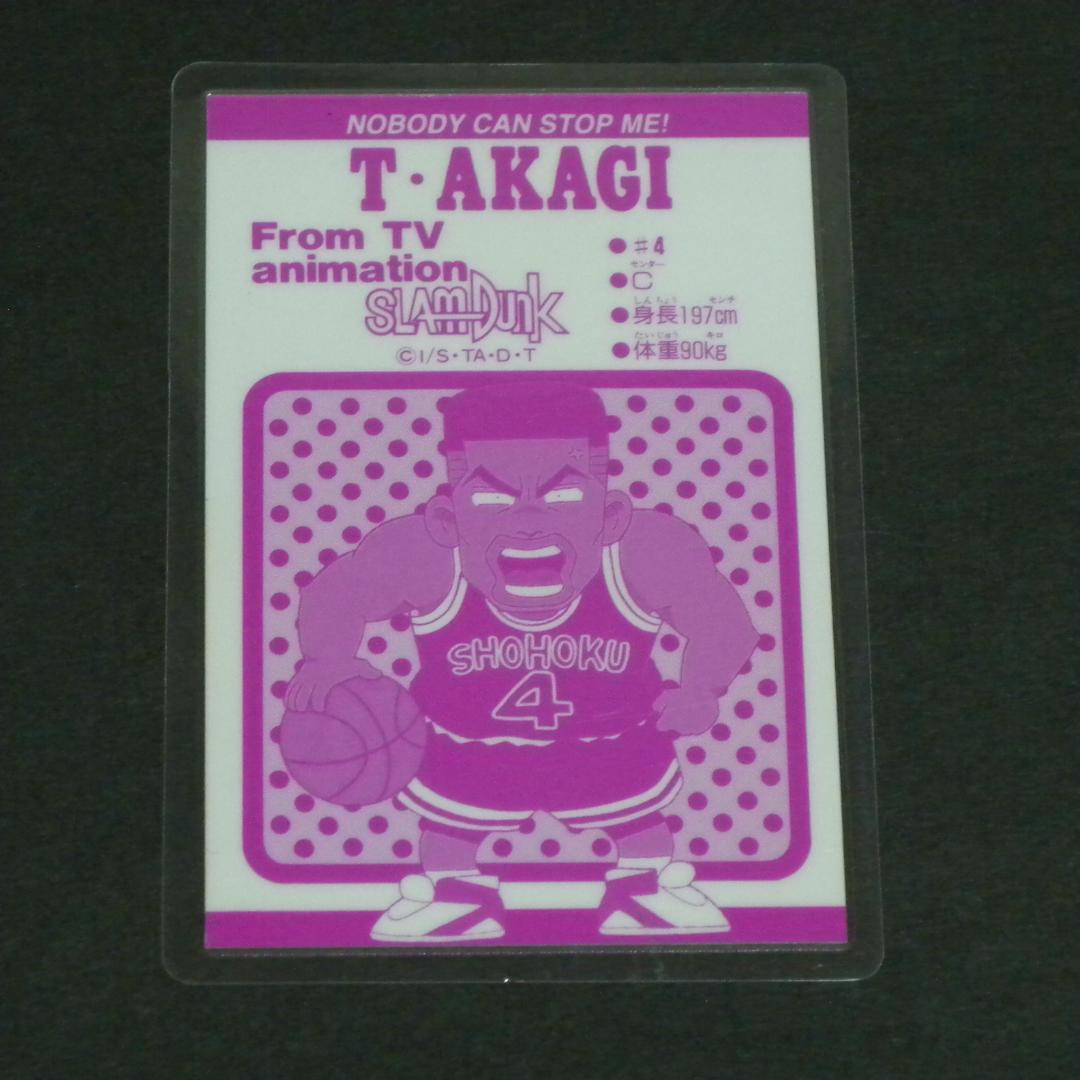 NOBODY CAN STOP ME!
T・AKAGI
From TV
animation
SLAM DUNK
©I/S・TA・D・T
●#4
センター
●C
しんちょう センチ
●身長197cm
たいじゅう キロ
●体重90kg
SHOHOKU
4